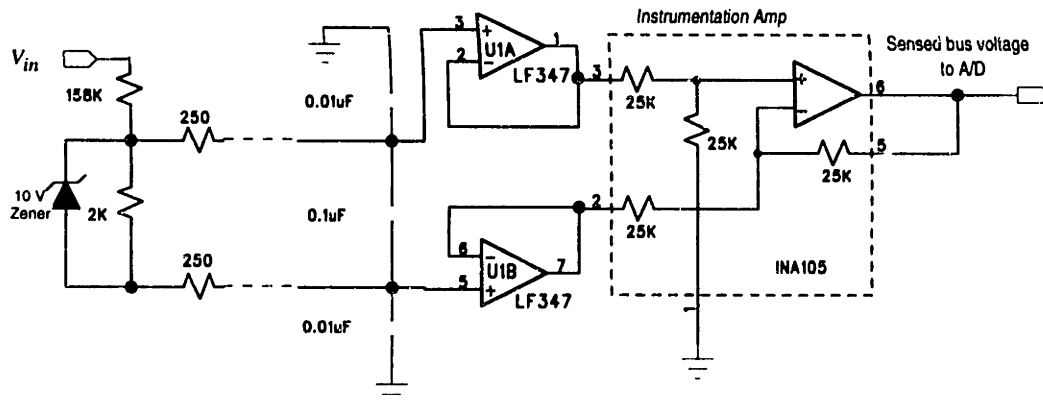 Instrumentation Amp
Sensed bus voltage
to A/D
V_in
158K
250
0.01uF
3
2
U1A
1
LF347
3
25K
25K
6
5
25K
10 V
Zener
2K
0.1uF
250
6
5
U1B
7
LF347
2
25K
INA105
1
0.01uF